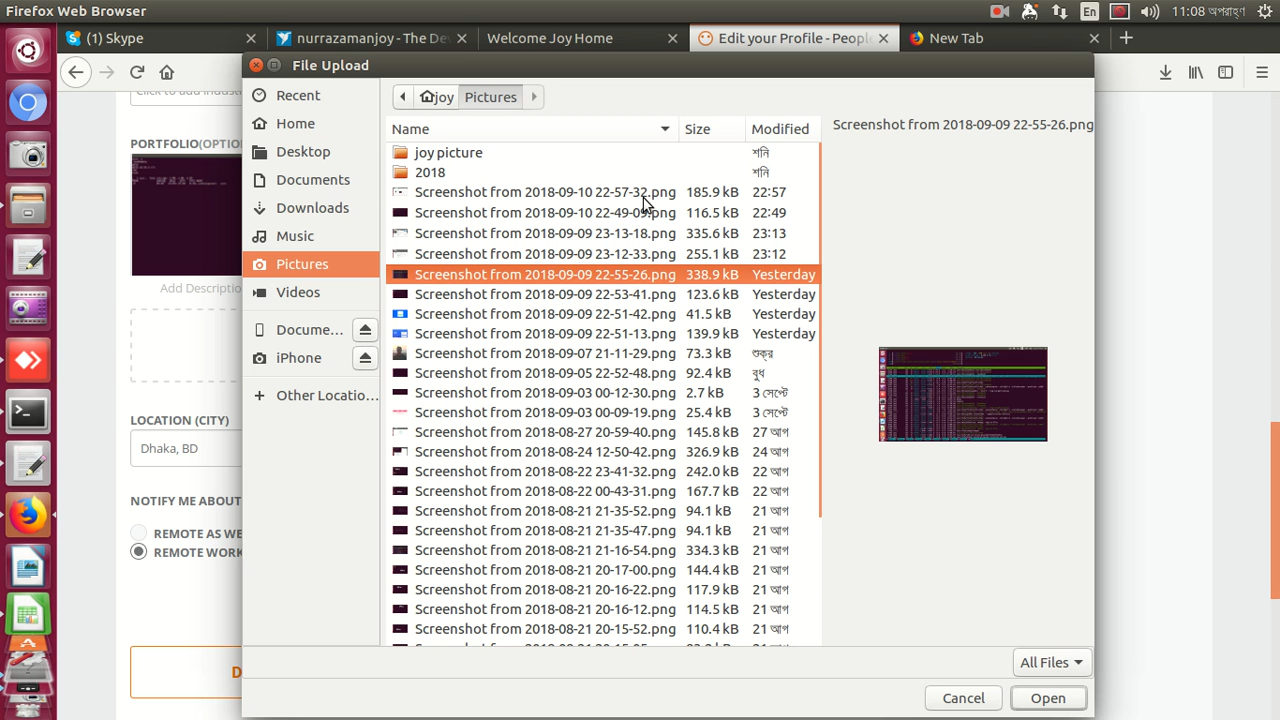 Firefox Web Browser
En
11:08 অপরাহ্ণ
(1) Skype
nurrazamanjoy - The De
Welcome Joy Home
Edit your Profile - People
New Tab
File Upload
Recent
Home
Desktop
Documents
Downloads
Music
Pictures
Videos
Docume...
iPhone
Other Locatio...
joy
Pictures
Name
Size
Modified
joy picture শনি
2018 শনি
Screenshot from 2018-09-10 22-57-32.png 185.9 kB 22:57
Screenshot from 2018-09-10 22-49-09.png 116.5 kB 22:49
Screenshot from 2018-09-09 23-13-18.png 335.6 kB 23:13
Screenshot from 2018-09-09 23-12-33.png 255.1 kB 23:12
Screenshot from 2018-09-09 22-55-26.png 338.9 kB Yesterday
Screenshot from 2018-09-09 22-53-41.png 123.6 kB Yesterday
Screenshot from 2018-09-09 22-51-42.png 41.5 kB Yesterday
Screenshot from 2018-09-09 22-51-13.png 139.9 kB Yesterday
Screenshot from 2018-09-07 21-11-29.png 73.3 kB শুক্র
Screenshot from 2018-09-05 22-52-48.png 92.4 kB বুধ
Screenshot from 2018-09-03 00-12-30.png 2.7 kB 3 সেপ্টে
Screenshot from 2018-09-03 00-09-19.png 25.4 kB 3 সেপ্টে
Screenshot from 2018-08-27 20-59-40.png 145.8 kB 27 আগ
Screenshot from 2018-08-24 12-50-42.png 326.9 kB 24 আগ
Screenshot from 2018-08-22 23-41-32.png 242.0 kB 22 আগ
Screenshot from 2018-08-22 00-43-31.png 167.7 kB 22 আগ
Screenshot from 2018-08-21 21-35-52.png 94.1 kB 21 আগ
Screenshot from 2018-08-21 21-35-47.png 94.1 kB 21 আগ
Screenshot from 2018-08-21 21-16-54.png 334.3 kB 21 আগ
Screenshot from 2018-08-21 20-17-00.png 144.4 kB 21 আগ
Screenshot from 2018-08-21 20-16-22.png 117.9 kB 21 আগ
Screenshot from 2018-08-21 20-16-12.png 114.5 kB 21 আগ
Screenshot from 2018-08-21 20-15-52.png 110.4 kB 21 আগ
Screenshot from 2018-09-09 22-55-26.png
All Files
Cancel
Open
PORTFOLIO(OPTIO
Add Descriptio
LOCATION (CITY)
Dhaka, BD
NOTIFY ME ABOUT
REMOTE AS WE
REMOTE WORK
D